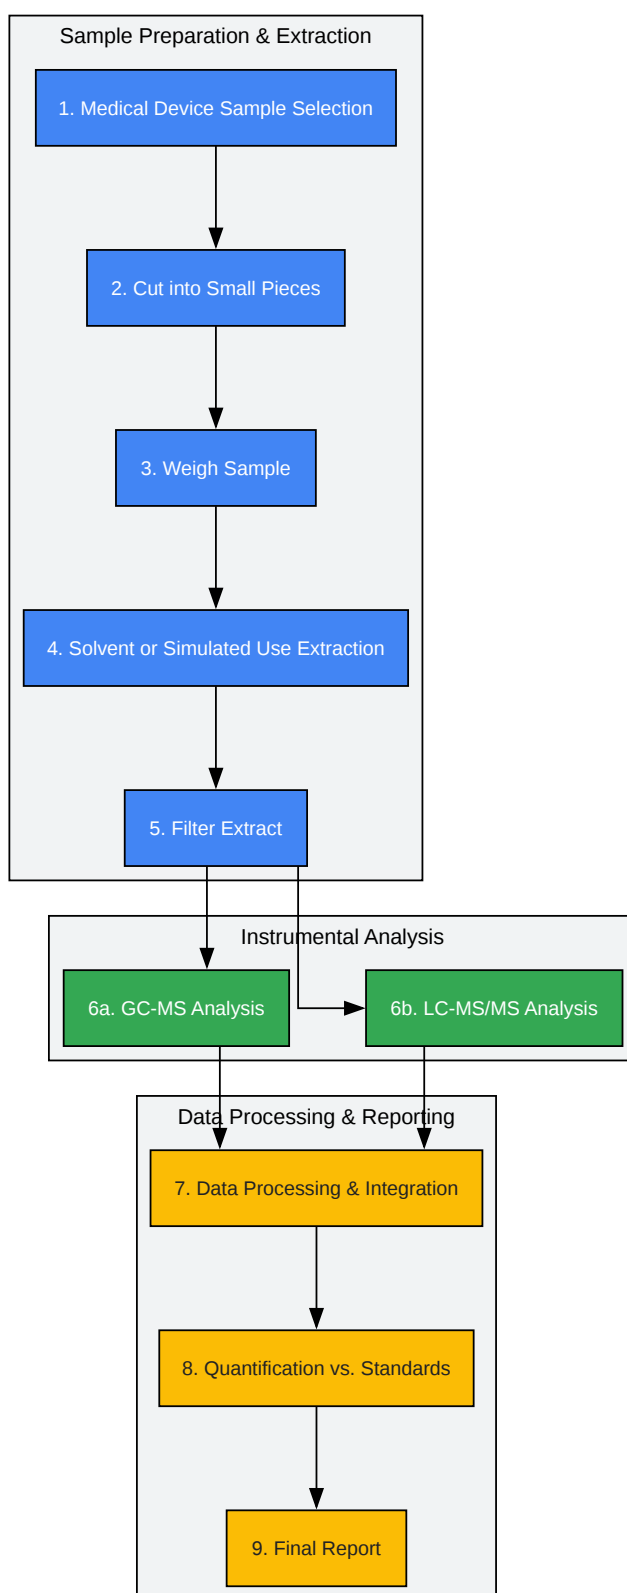 Sample Preparation & Extraction
1. Medical Device Sample Selection
2. Cut into Small Pieces
3. Weigh Sample
4. Solvent or Simulated Use Extraction
5. Filter Extract
Instrumental Analysis
6a. GC-MS Analysis
6b. LC-MS/MS Analysis
Data Processing & Reporting
7. Data Processing & Integration
8. Quantification vs. Standards
9. Final Report